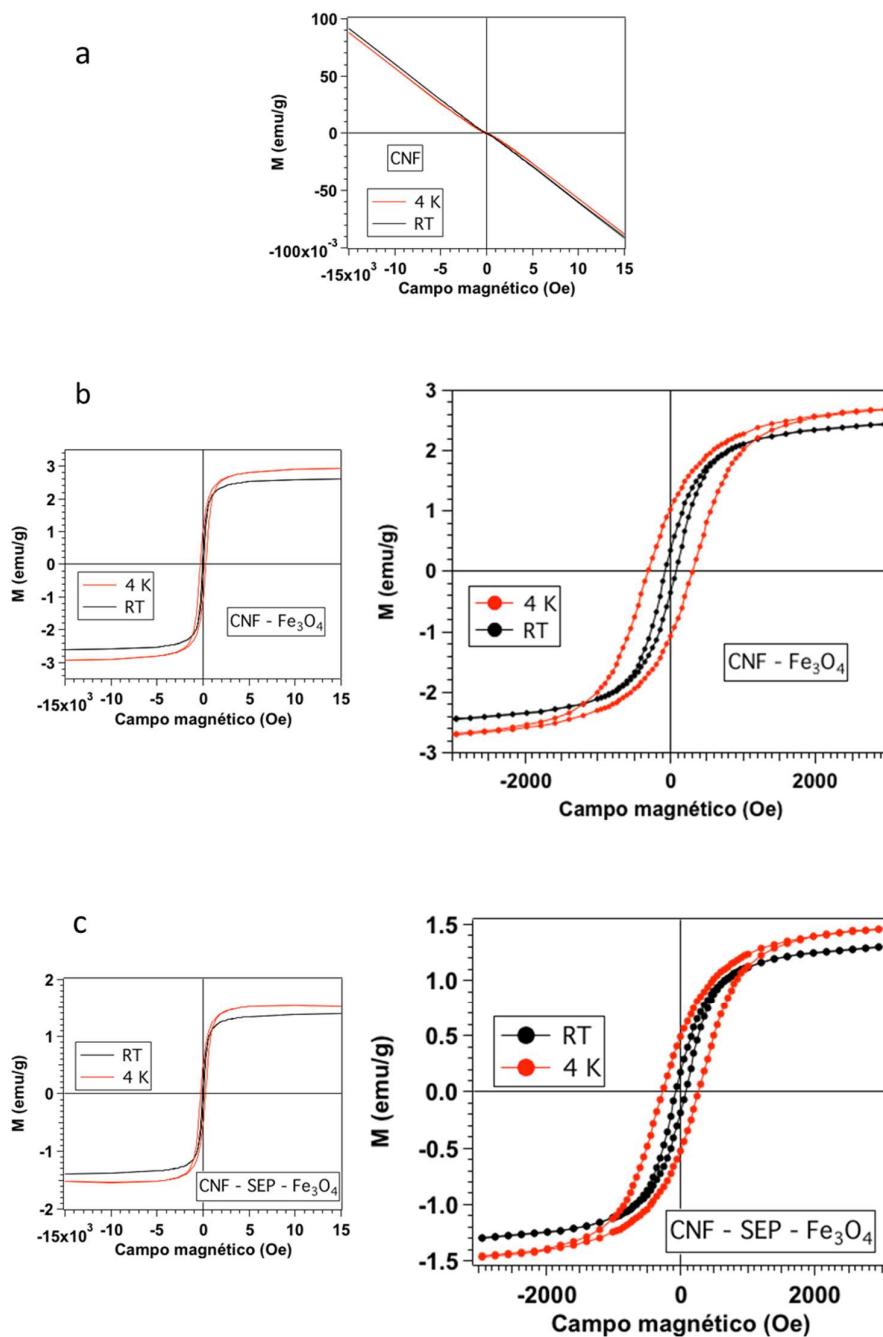 a
100
50
0
-50
-100x10⁻³
M (emu/g)
CNF
4 K
RT
-15x10³ -10 -5 0 5 10 15
Campo magnético (Oe)
b
3
2
1
0
-1
-2
-3
M (emu/g)
4 K
RT
CNF - Fe₃O₄
-15x10³ -10 -5 0 5 10 15
Campo magnético (Oe)
3
2
1
0
-1
-2
-3
M (emu/g)
4 K
RT
CNF - Fe₃O₄
-2000 0 2000
Campo magnético (Oe)
c
2
1
0
-1
-2
M (emu/g)
RT
4 K
CNF - SEP - Fe₃O₄
-15x10³ -10 -5 0 5 10 15
Campo magnético (Oe)
1.5
1.0
0.5
0.0
-0.5
-1.0
-1.5
M (emu/g)
RT
4 K
CNF - SEP - Fe₃O₄
-2000 0 2000
Campo magnético (Oe)